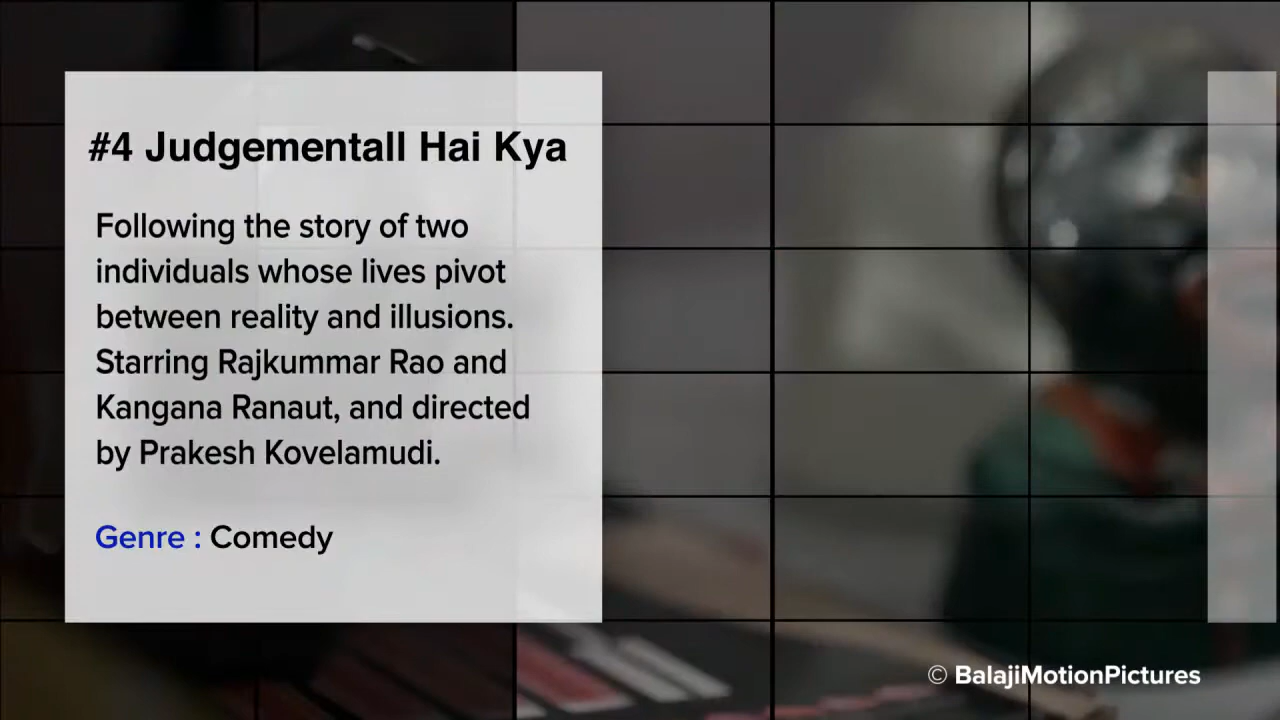 #4 Judgementall Hai Kya
Following the story of two
individuals whose lives pivot
between reality and illusions.
Starring Rajkummar Rao and
Kangana Ranaut, and directed
by Prakesh Kovelamudi.
Genre : Comedy
© BalajiMotionPictures